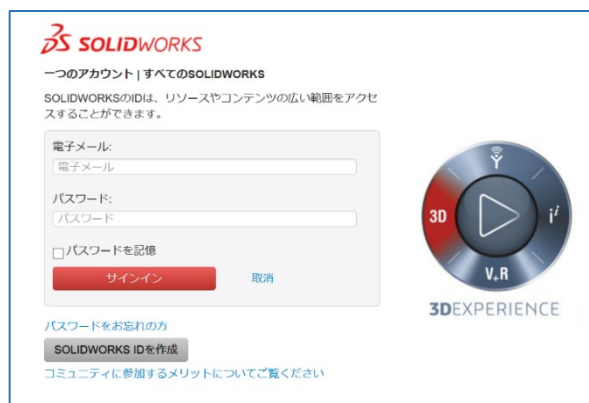 SOLIDWORKS
一つのアカウント | すべてのSOLIDWORKS
SOLIDWORKSのIDは、リソースやコンテンツの広い範囲をアクセ
スすることができます。
電子メール:
電子メール
パスワード:
パスワード
パスワードを記憶
サインイン 取消
パスワードをお忘れの方
SOLIDWORKS IDを作成
コミュニティに参加するメリットについてご覧ください
3D
i
V+R
3DEXPERIENCE